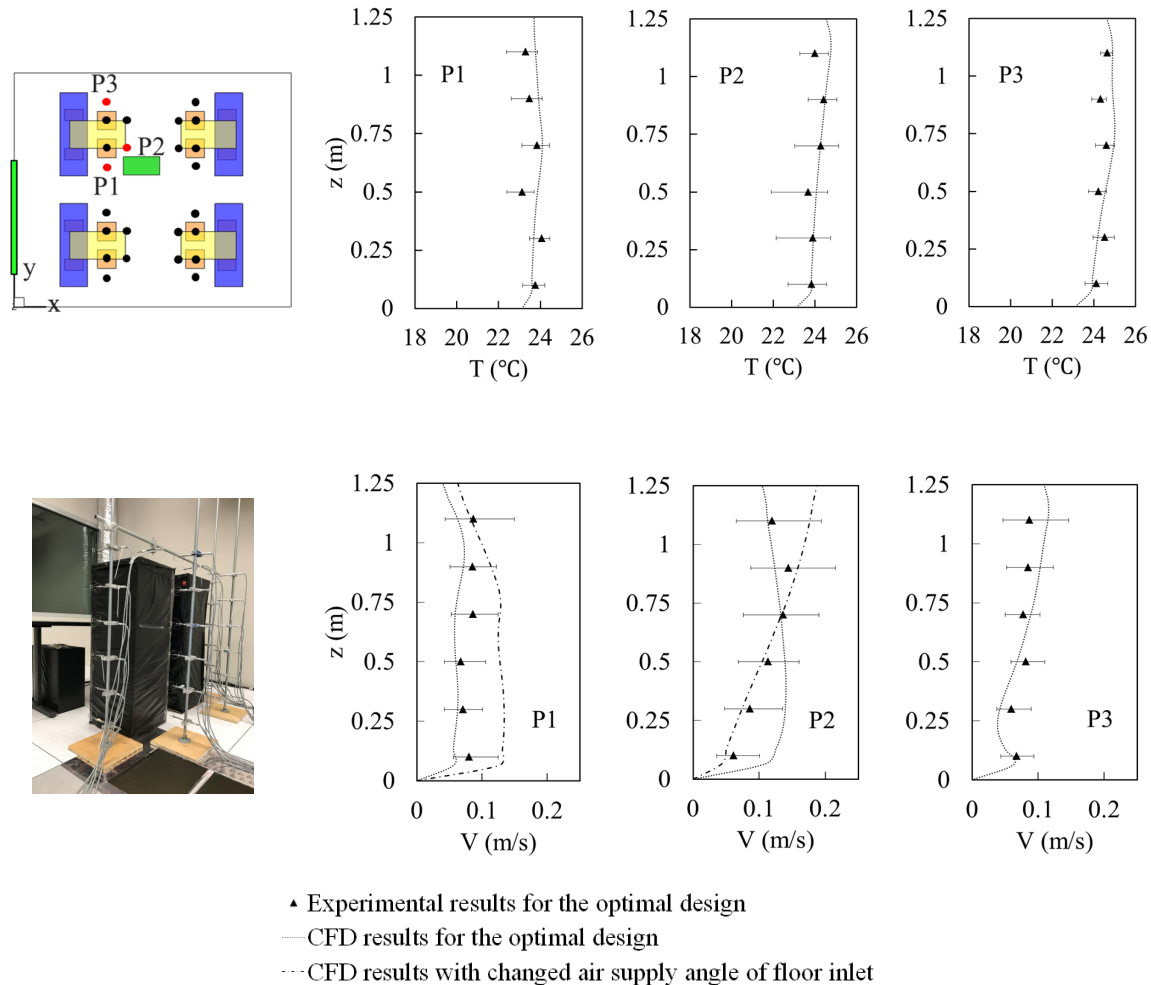 P3
P2
P1
y
x
1.25
1
0.75
0.5
0.25
0
z (m)
P1
18 20 22 24 26
T (℃)
1.25
1
0.75
0.5
0.25
0
P2
18 20 22 24 26
T (℃)
1.25
1
0.75
0.5
0.25
0
P3
18 20 22 24 26
T (℃)
1.25
1
0.75
0.5
0.25
0
z (m)
P1
0 0.1 0.2
V (m/s)
1.25
1
0.75
0.5
0.25
0
z (m)
P2
0 0.1 0.2
V (m/s)
1.25
1
0.75
0.5
0.25
0
P3
0 0.1 0.2
V (m/s)
Experimental results for the optimal design
CFD results for the optimal design
CFD results with changed air supply angle of floor inlet